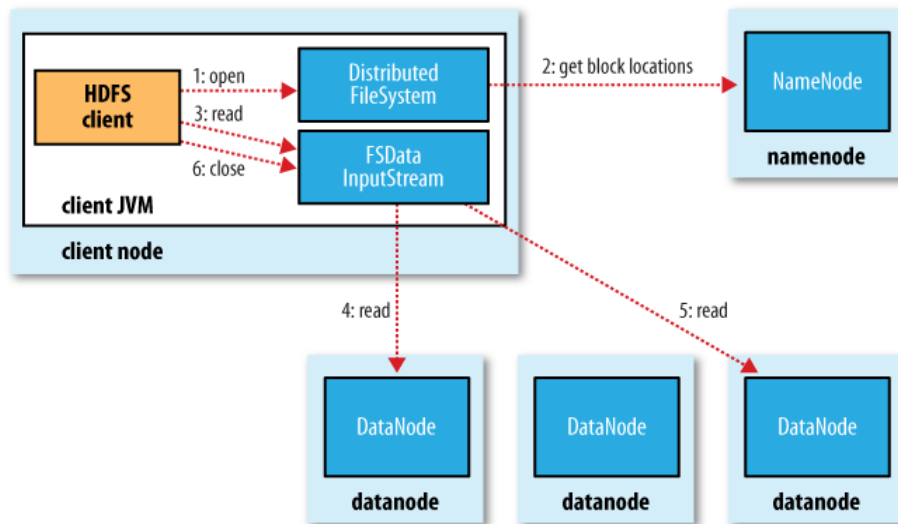 1: open
HDFS
client
3: read
6: close
Distributed
FileSystem
FSData
InputStream
client JVM
client node
2: get block locations
NameNode
namenode
4: read
5: read
DataNode
datanode
DataNode
datanode
DataNode
datanode